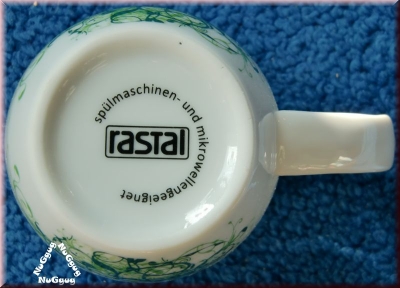 spülmaschinen- und mikrowellengeeignet
rastal
NuGgug
NuGgug
NuGgug